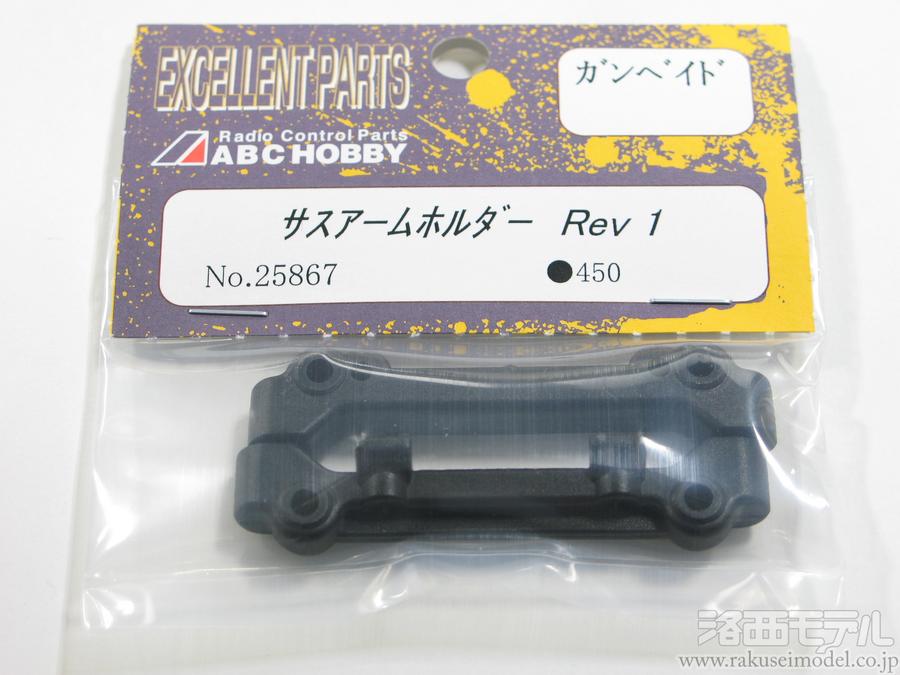 EXCELLENT PARTS
ガンベイド
Radio Control Parts
ABC HOBBY
サスアームホルダー Rev 1
No.25867
●450
洛西モデル
www.rakuseimodel.co.jp